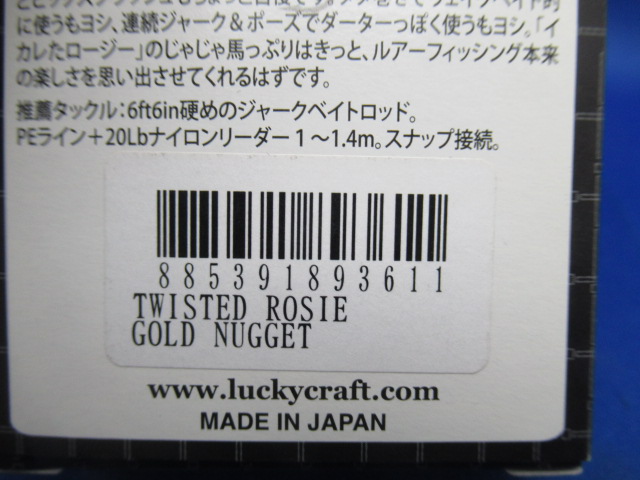 に使うもヨシ、連続ジャーク＆ポーズでダーターっぽく使うもヨシ。「イ
カレたロージー」のじゃじゃ馬っぷりはきっと、ルアーフィッシング本来
の楽しさを思い出させてくれるはずです。
推薦タックル：6ft6in硬めのジャークベイトロッド。
PEライン＋20Lbナイロンリーダー１〜1.4m。スナップ接続。
885391893611
TWISTED ROSIE
GOLD NUGGET
www.luckycraft.com
MADE IN JAPAN